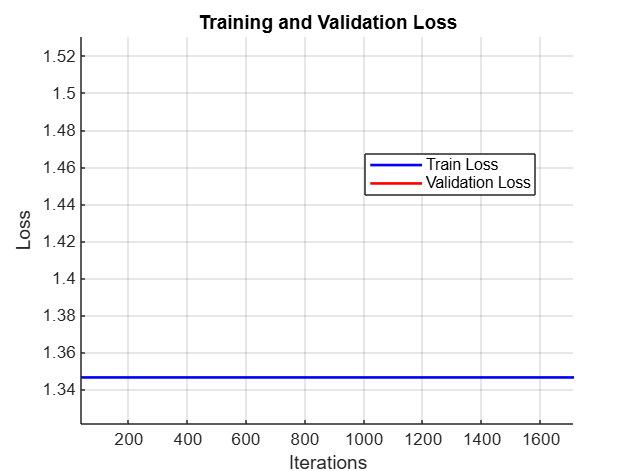 Training and Validation Loss
1.52
1.5
1.48
1.46
1.44
1.42
1.4
1.38
1.36
1.34
Loss
Train Loss
Validation Loss
200 400 600 800 1000 1200 1400 1600
Iterations